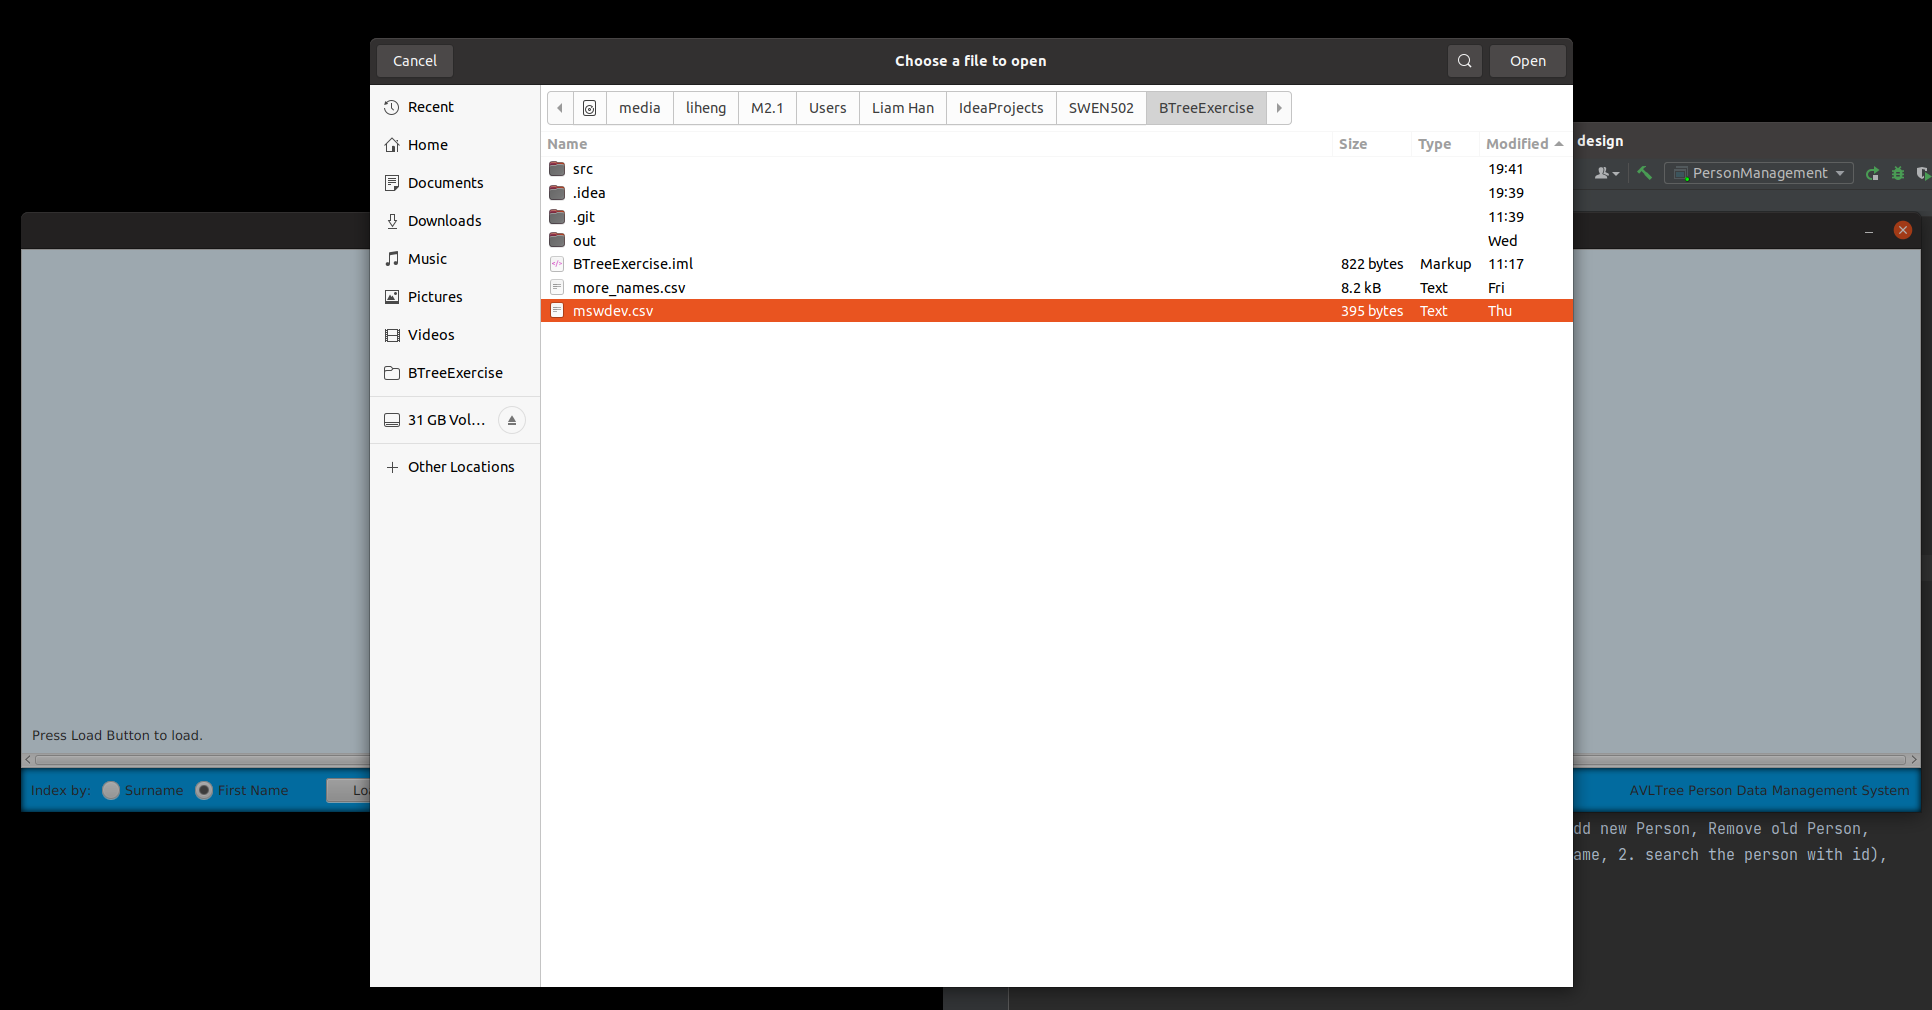 Cancel
Choose a file to open
Open
Recent
Home
Documents
Downloads
Music
Pictures
Videos
BTreeExercise
31 GB Vol...
Other Locations
media liheng M2.1 Users Liam Han IdeaProjects SWEN502 BTreeExercise
Name Size Type Modified
src 19:41
.idea 19:39
.git 11:39
out Wed
BTreeExercise.iml 822 bytes Markup 11:17
more_names.csv 8.2 kB Text Fri
mswdev.csv 395 bytes Text Thu
design
PersonManagement
Press Load Button to load.
Index by: Surname First Name Loa
AVLTree Person Data Management System
dd new Person, Remove old Person,
ame, 2. search the person with id),